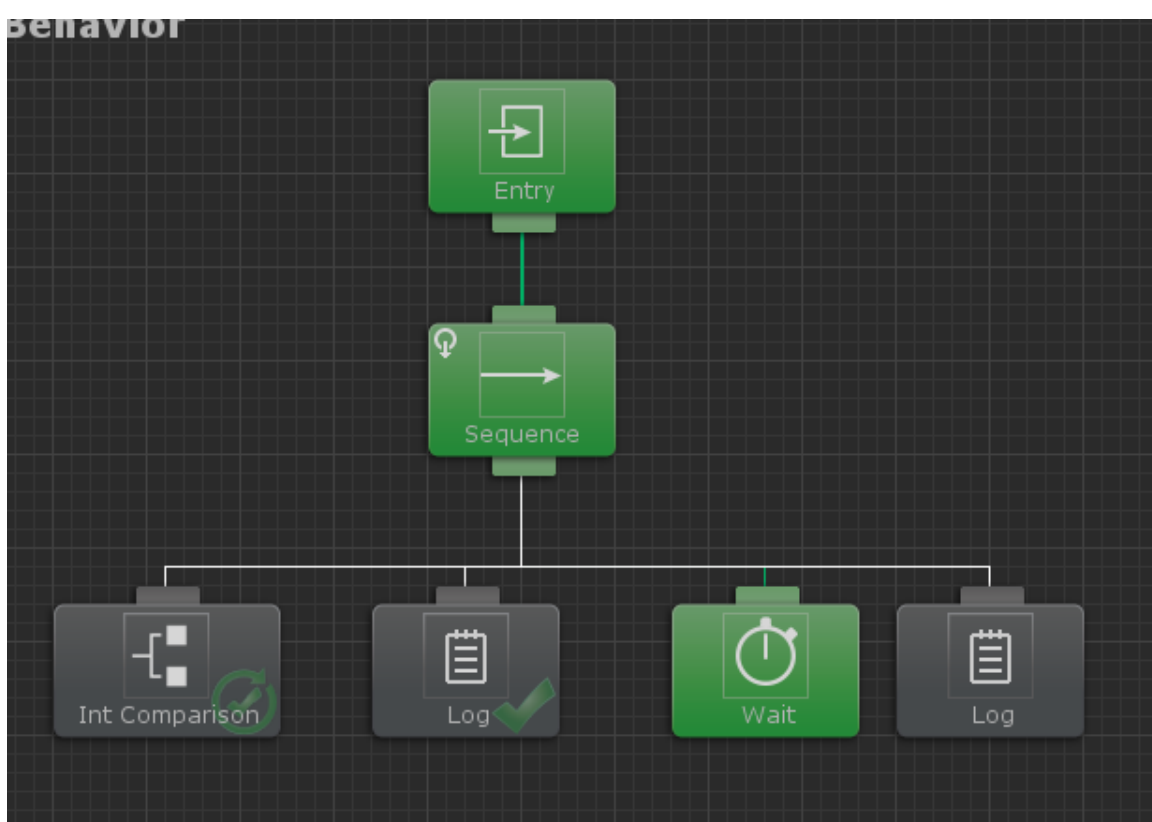 Behavior
Entry
Sequence
Int Comparison
Log
Wait
Log